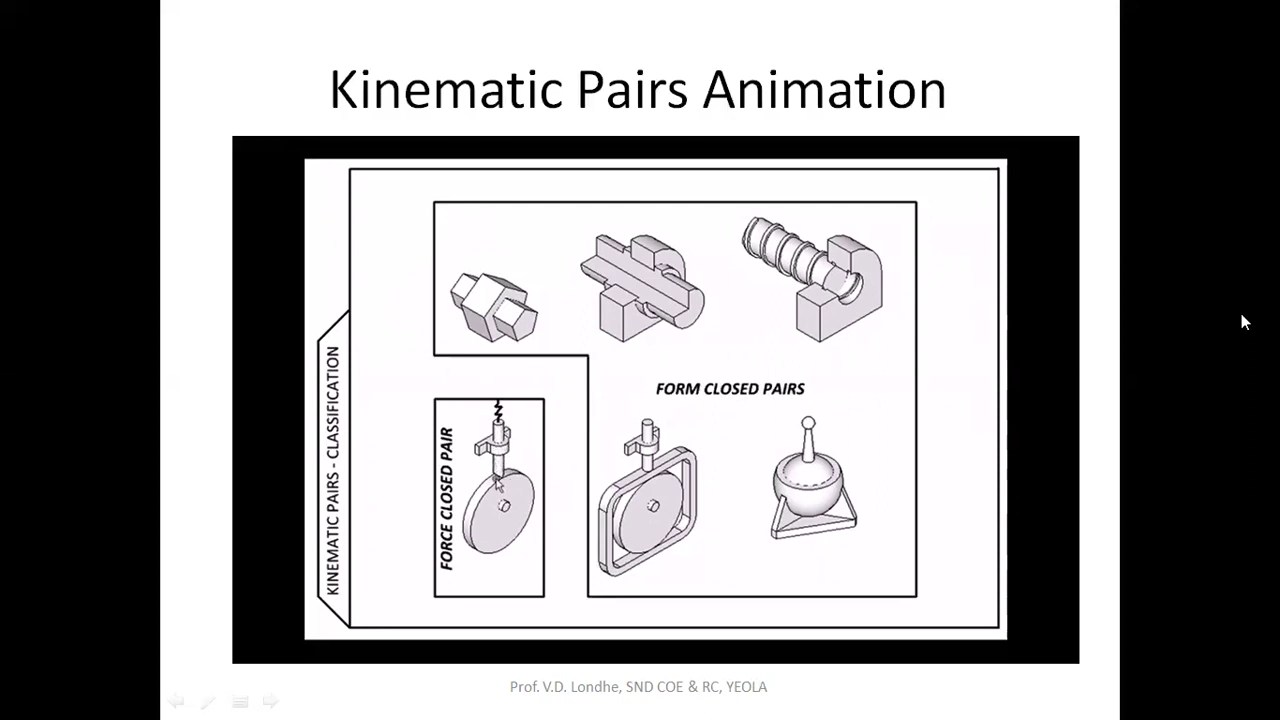 Kinematic Pairs Animation
KINEMATIC PAIRS - CLASSIFICATION
FORCE CLOSED PAIR
FORM CLOSED PAIRS
Prof. V.D. Londhe, SND COE & RC, YEOLA